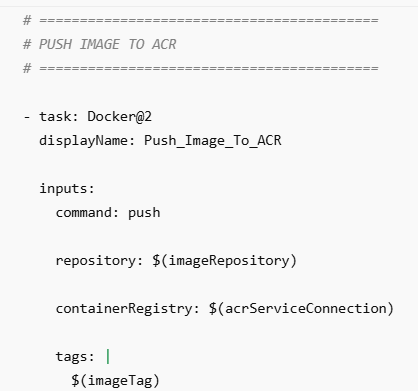 # ==========================================
# PUSH IMAGE TO ACR
# ==========================================
- task: Docker@2
displayName: Push_Image_To_ACR
inputs:
command: push
repository: $(imageRepository)
containerRegistry: $(acrServiceConnection)
tags: |
$(imageTag)